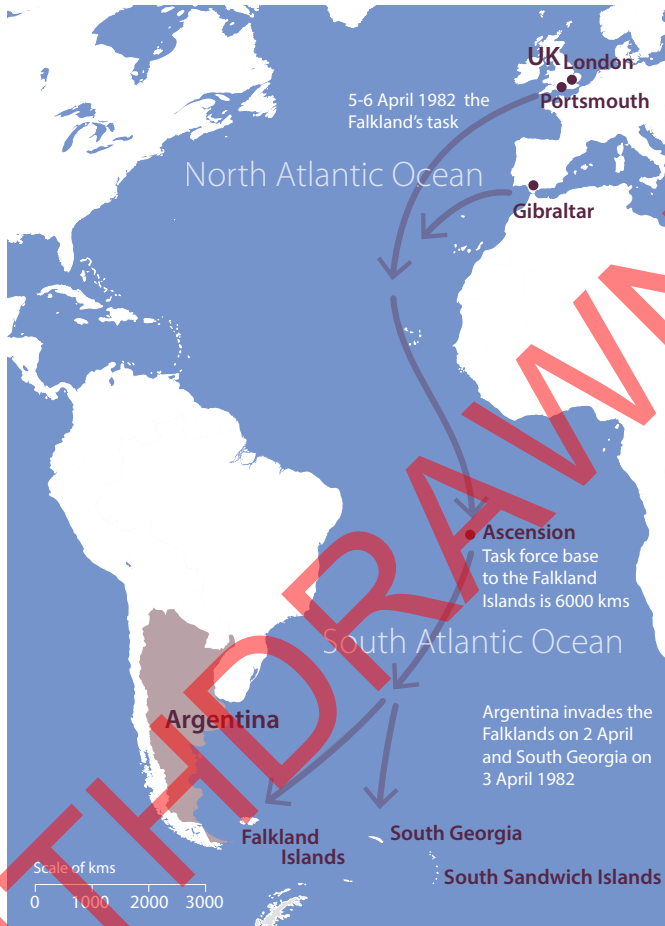 UK
London
Portsmouth
5-6 April 1982 the
Falkland's task
North Atlantic Ocean
Gibraltar
Ascension
Task force base
to the Falkland
Islands is 6000 kms
South Atlantic Ocean
Argentina
Argentina invades the
Falklands on 2 April
and South Georgia on
3 April 1982
Falkland
Islands
South Georgia
South Sandwich Islands
Scale of kms
0 1000 2000 3000
THDRAWN